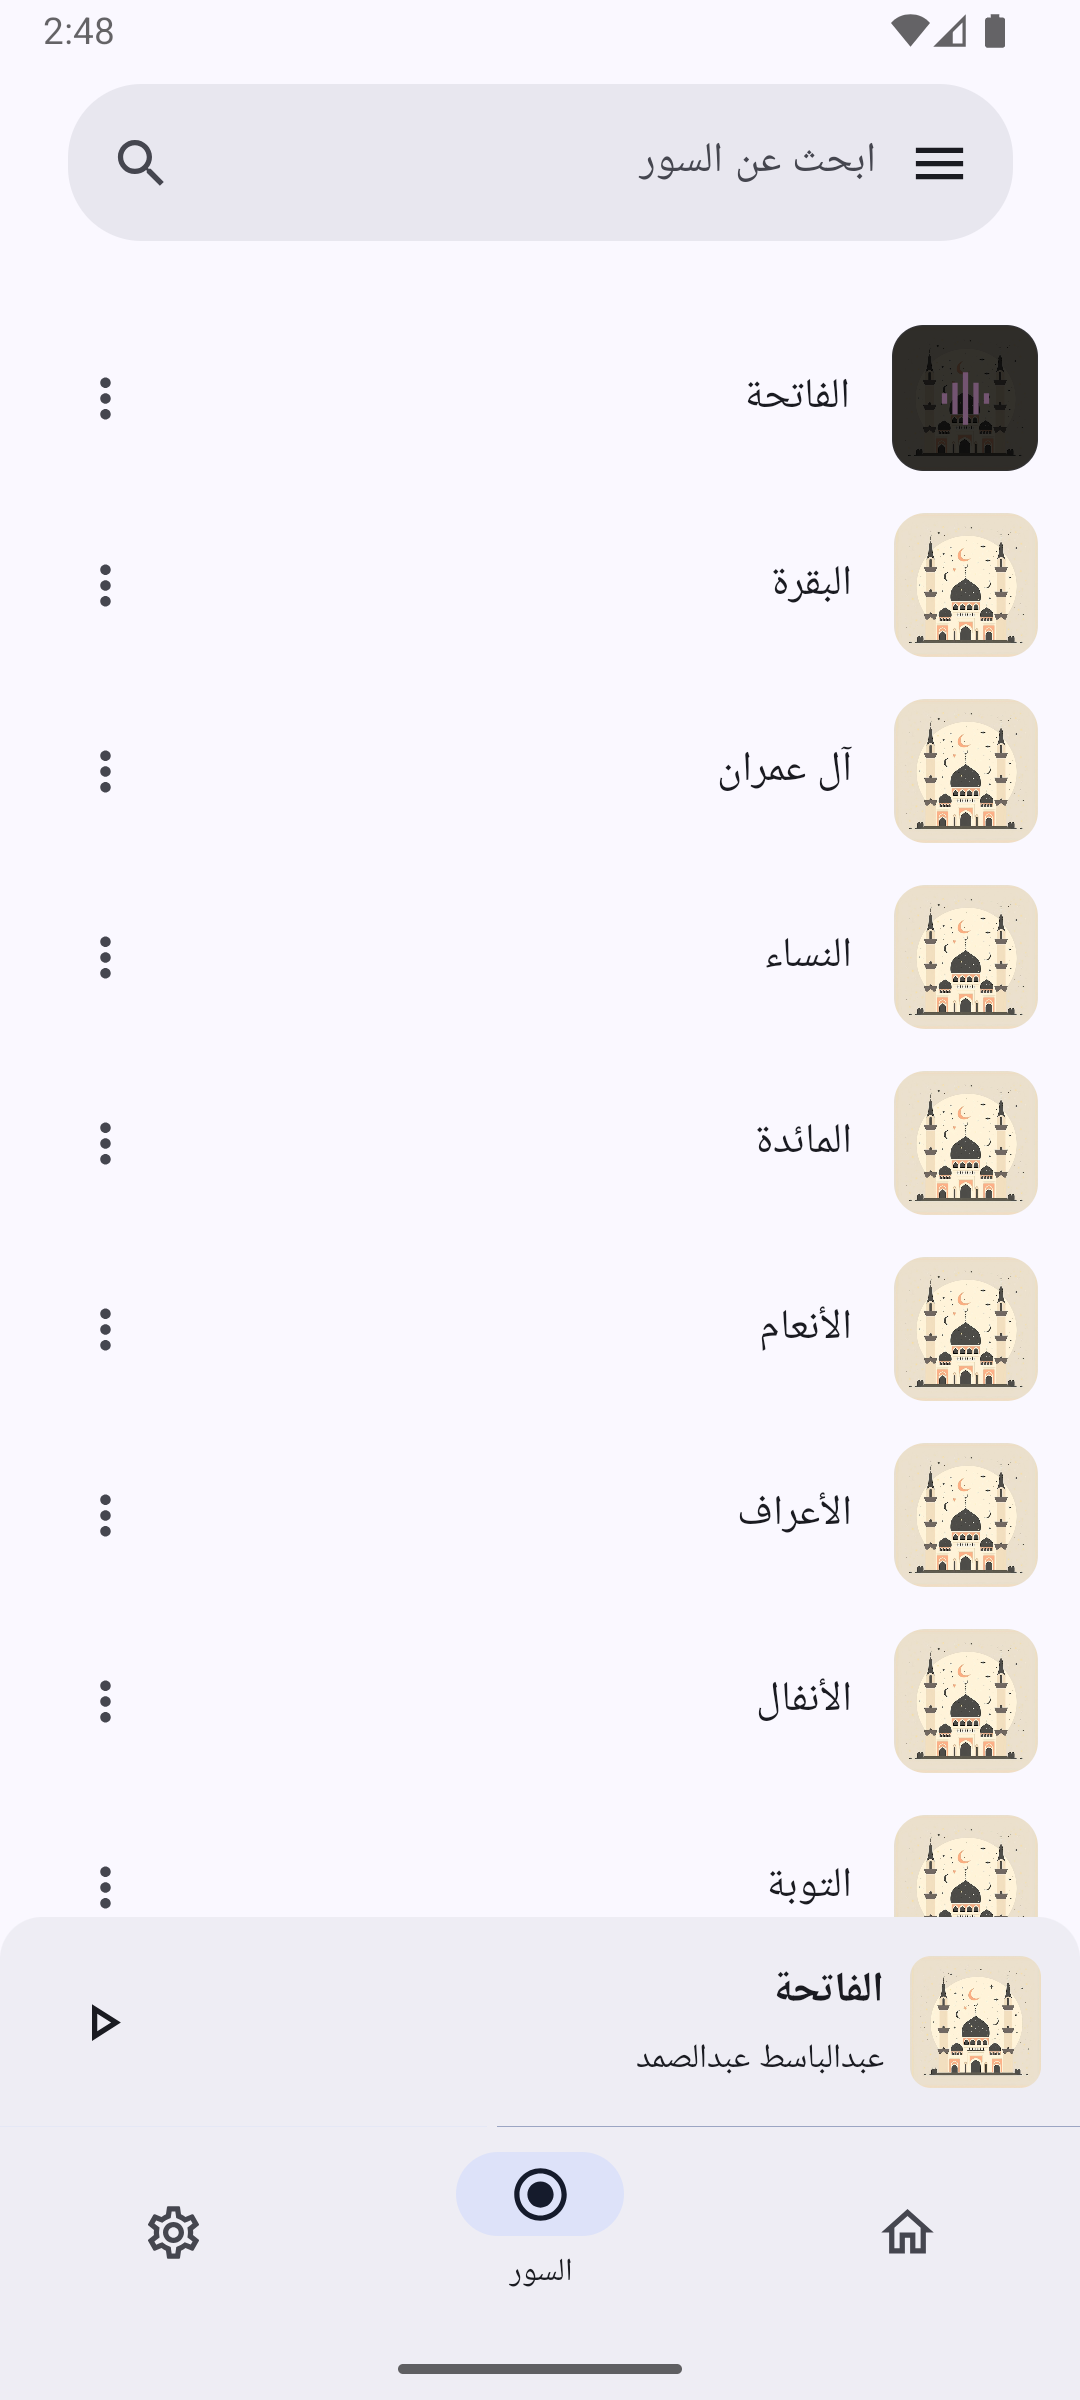 2:48
ابحث عن السور
الفاتحة
البقرة
آل عمران
النساء
المائدة
الأنعام
الأعراف
الأنفال
التوبة
الفاتحة
عبدالباسط عبدالصمد
السور